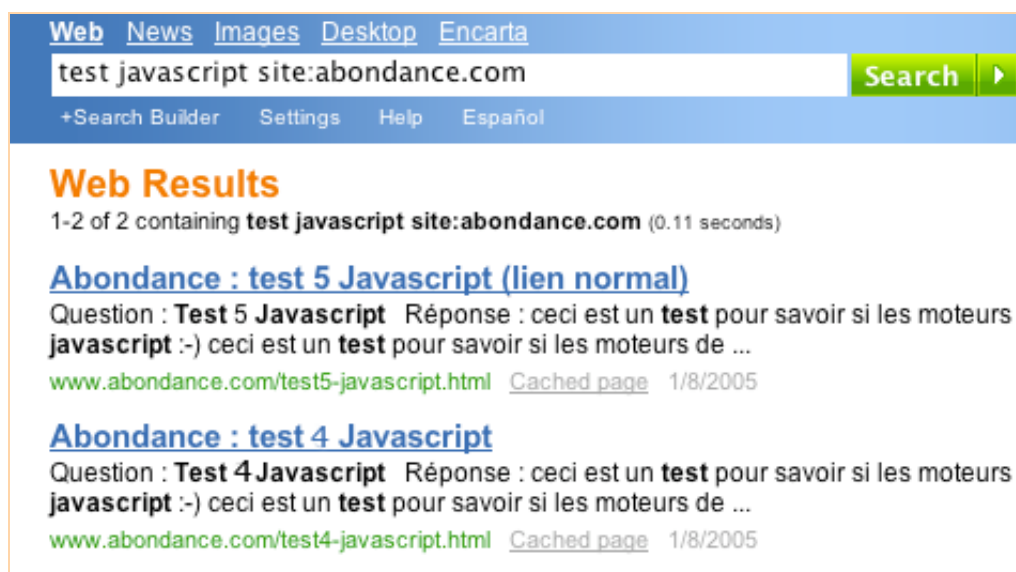 Web News Images Desktop Encarta
test javascript site:abondance.com Search
+Search Builder Settings Help Español
Web Results
1-2 of 2 containing test javascript site:abondance.com (0.11 seconds)
Abondance : test 5 Javascript (lien normal)
Question : Test 5 Javascript Réponse : ceci est un test pour savoir si les moteurs
javascript :-) ceci est un test pour savoir si les moteurs de ...
www.abondance.com/test5-javascript.html Cached page 1/8/2005
Abondance : test 4 Javascript
Question : Test 4 Javascript Réponse : ceci est un test pour savoir si les moteurs
javascript :-) ceci est un test pour savoir si les moteurs de ...
www.abondance.com/test4-javascript.html Cached page 1/8/2005